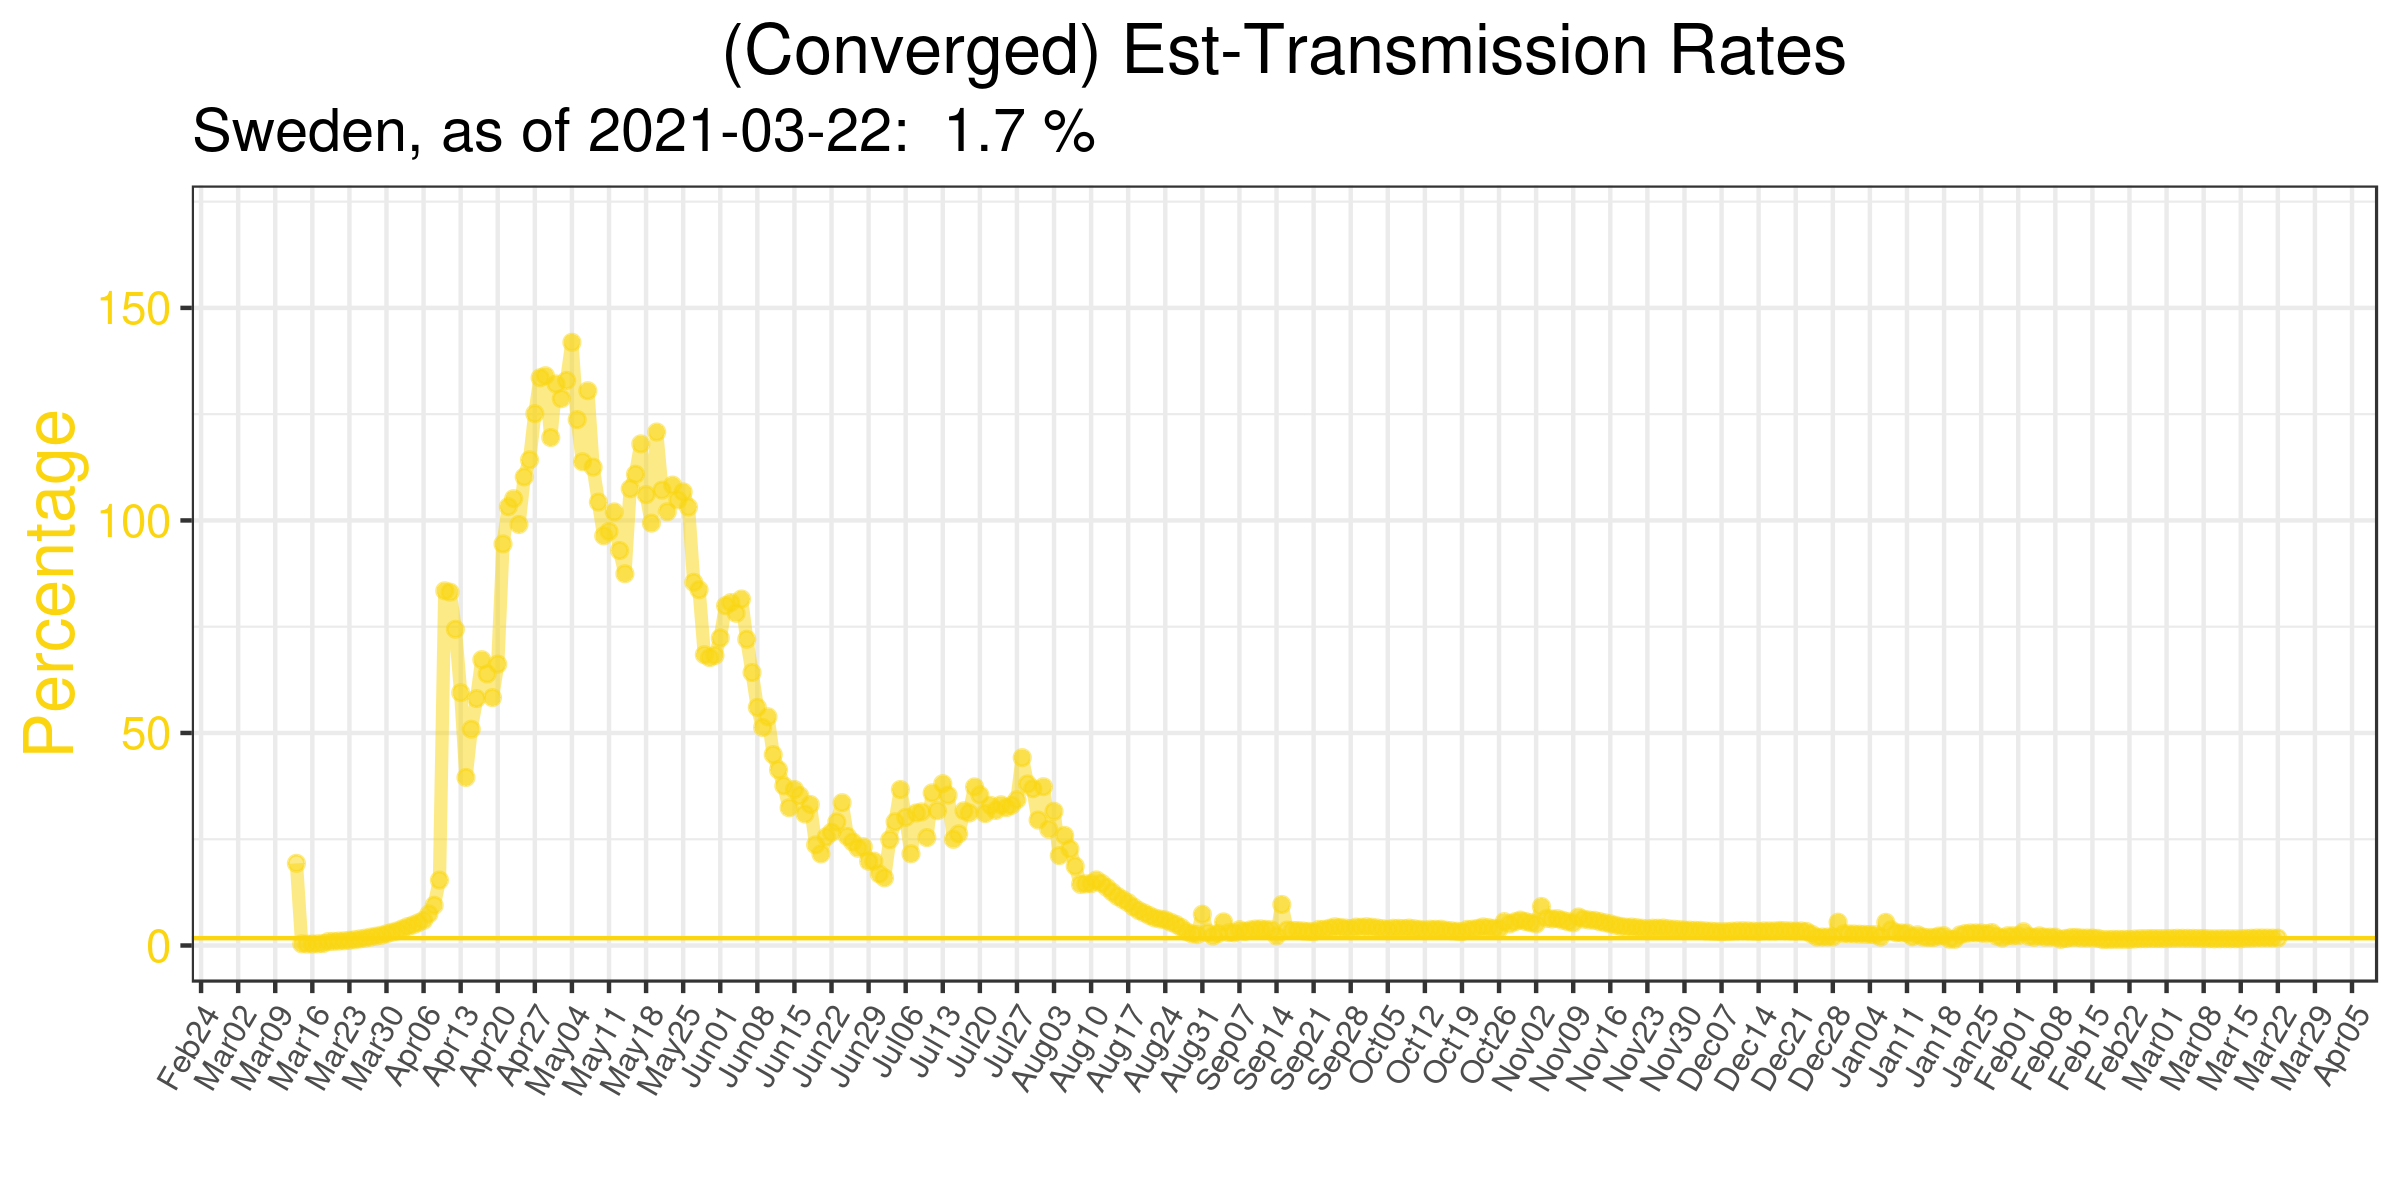 (Converged) Est-Transmission Rates
Sweden, as of 2021-03-22:  1.7 %
Percentage
150
100
50
0
Feb24
Mar02
Mar09
Mar16
Mar23
Mar30
Apr06
Apr13
Apr20
Apr27
May04
May11
May18
May25
Jun01
Jun08
Jun15
Jun22
Jun29
Jul06
Jul13
Jul20
Jul27
Aug03
Aug10
Aug17
Aug24
Aug31
Sep07
Sep14
Sep21
Sep28
Oct05
Oct12
Oct19
Oct26
Nov02
Nov09
Nov16
Nov23
Nov30
Dec07
Dec14
Dec21
Dec28
Jan04
Jan11
Jan18
Jan25
Feb01
Feb08
Feb15
Feb22
Mar01
Mar08
Mar15
Mar22
Mar29
Apr05